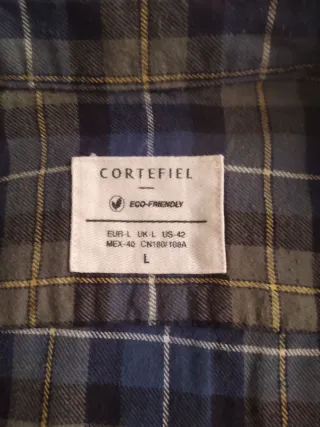 CORTEFIEL
ECO-FRIENDLY
EUR-L UK-L US-42
MEX-40 CN180/108A
L